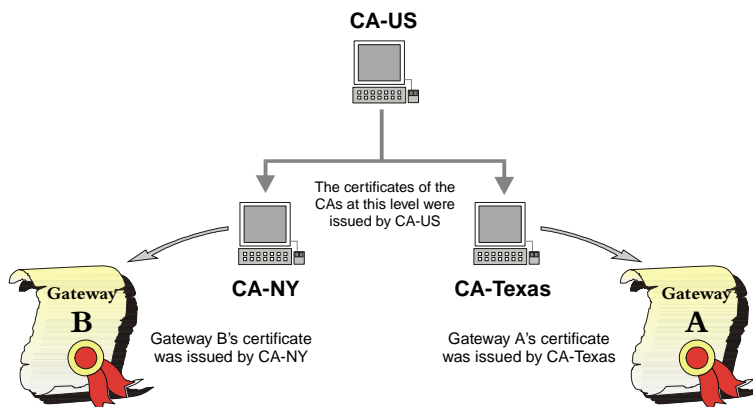 CA-US
The certificates of the
CAs at this level were
issued by CA-US
CA-NY
CA-Texas
Gateway
B
Gateway B's certificate
was issued by CA-NY
Gateway A's certificate
was issued by CA-Texas
Gateway
A